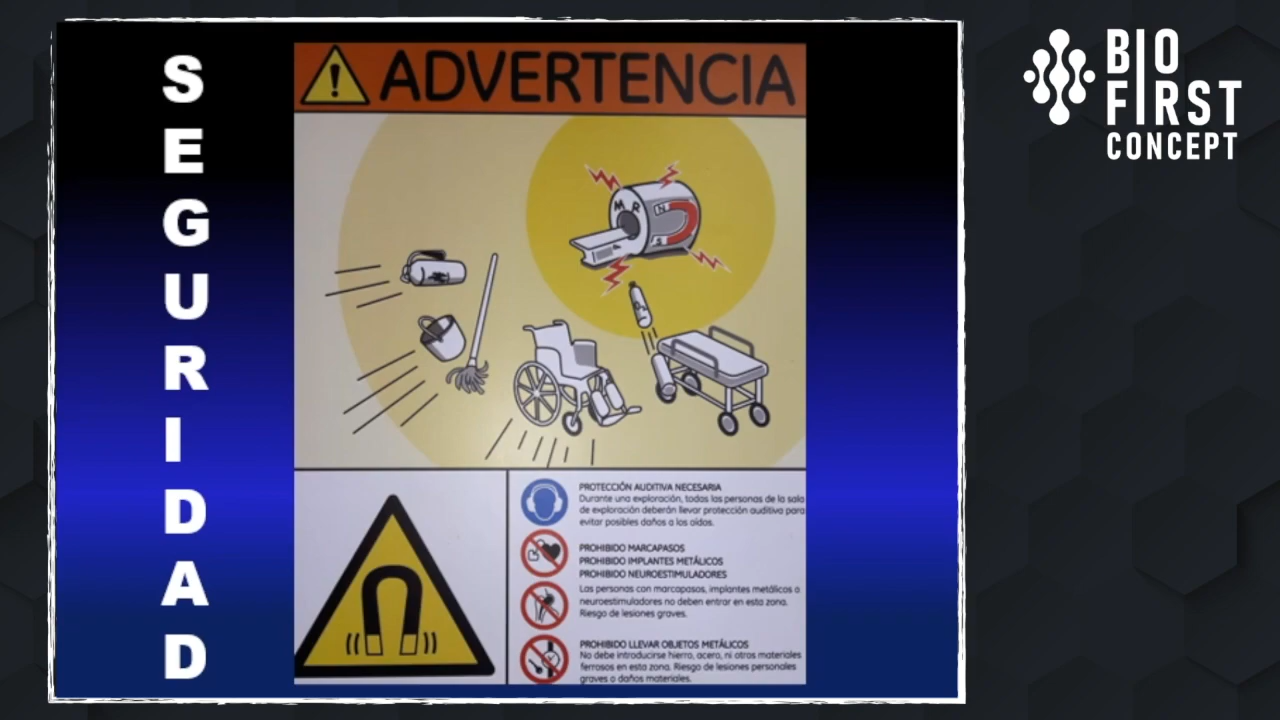 SEGURIDAD
ADVERTENCIA
M R
N
S
PROTECCIÓN AUDITIVA NECESARIA
Durante una exploración, todas las personas de la sala
de exploración deberán llevar protección auditiva para
evitar posibles daños a los oídos.
PROHIBIDO MARCAPASOS
PROHIBIDO IMPLANTES METÁLICOS
PROHIBIDO NEUROESTIMULADORES
Las personas con marcapasos, implantes metálicos o
neuroestimuladores no deben entrar en esta zona.
Riesgo de lesiones graves.
PROHIBIDO LLEVAR OBJETOS METÁLICOS
No debe introducirse hierro, acero, ni otros materiales
ferrosos en esta zona. Riesgo de lesiones personales
graves o daños materiales.
BIO
FIRST
CONCEPT